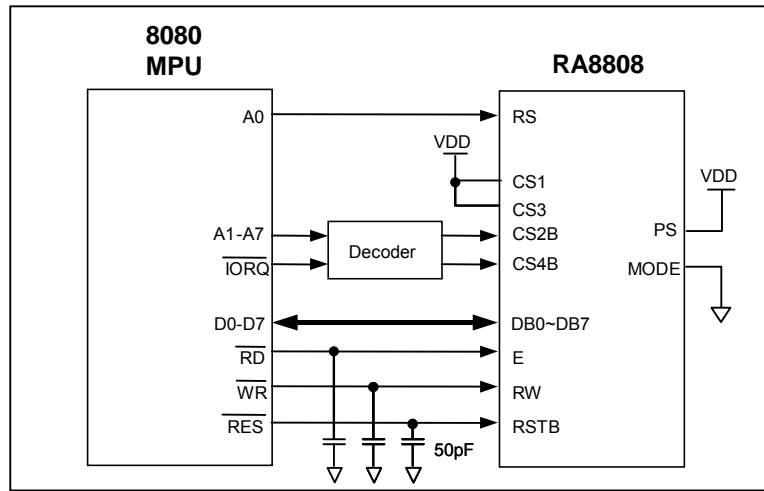 8080
MPU
RA8808
A0
RS
VDD
CS1
CS3
VDD
A1-A7
Decoder
CS2B
PS
IORQ
CS4B
MODE
D0-D7
DB0~DB7
RD
E
WR
RW
RES
50pF
RSTB